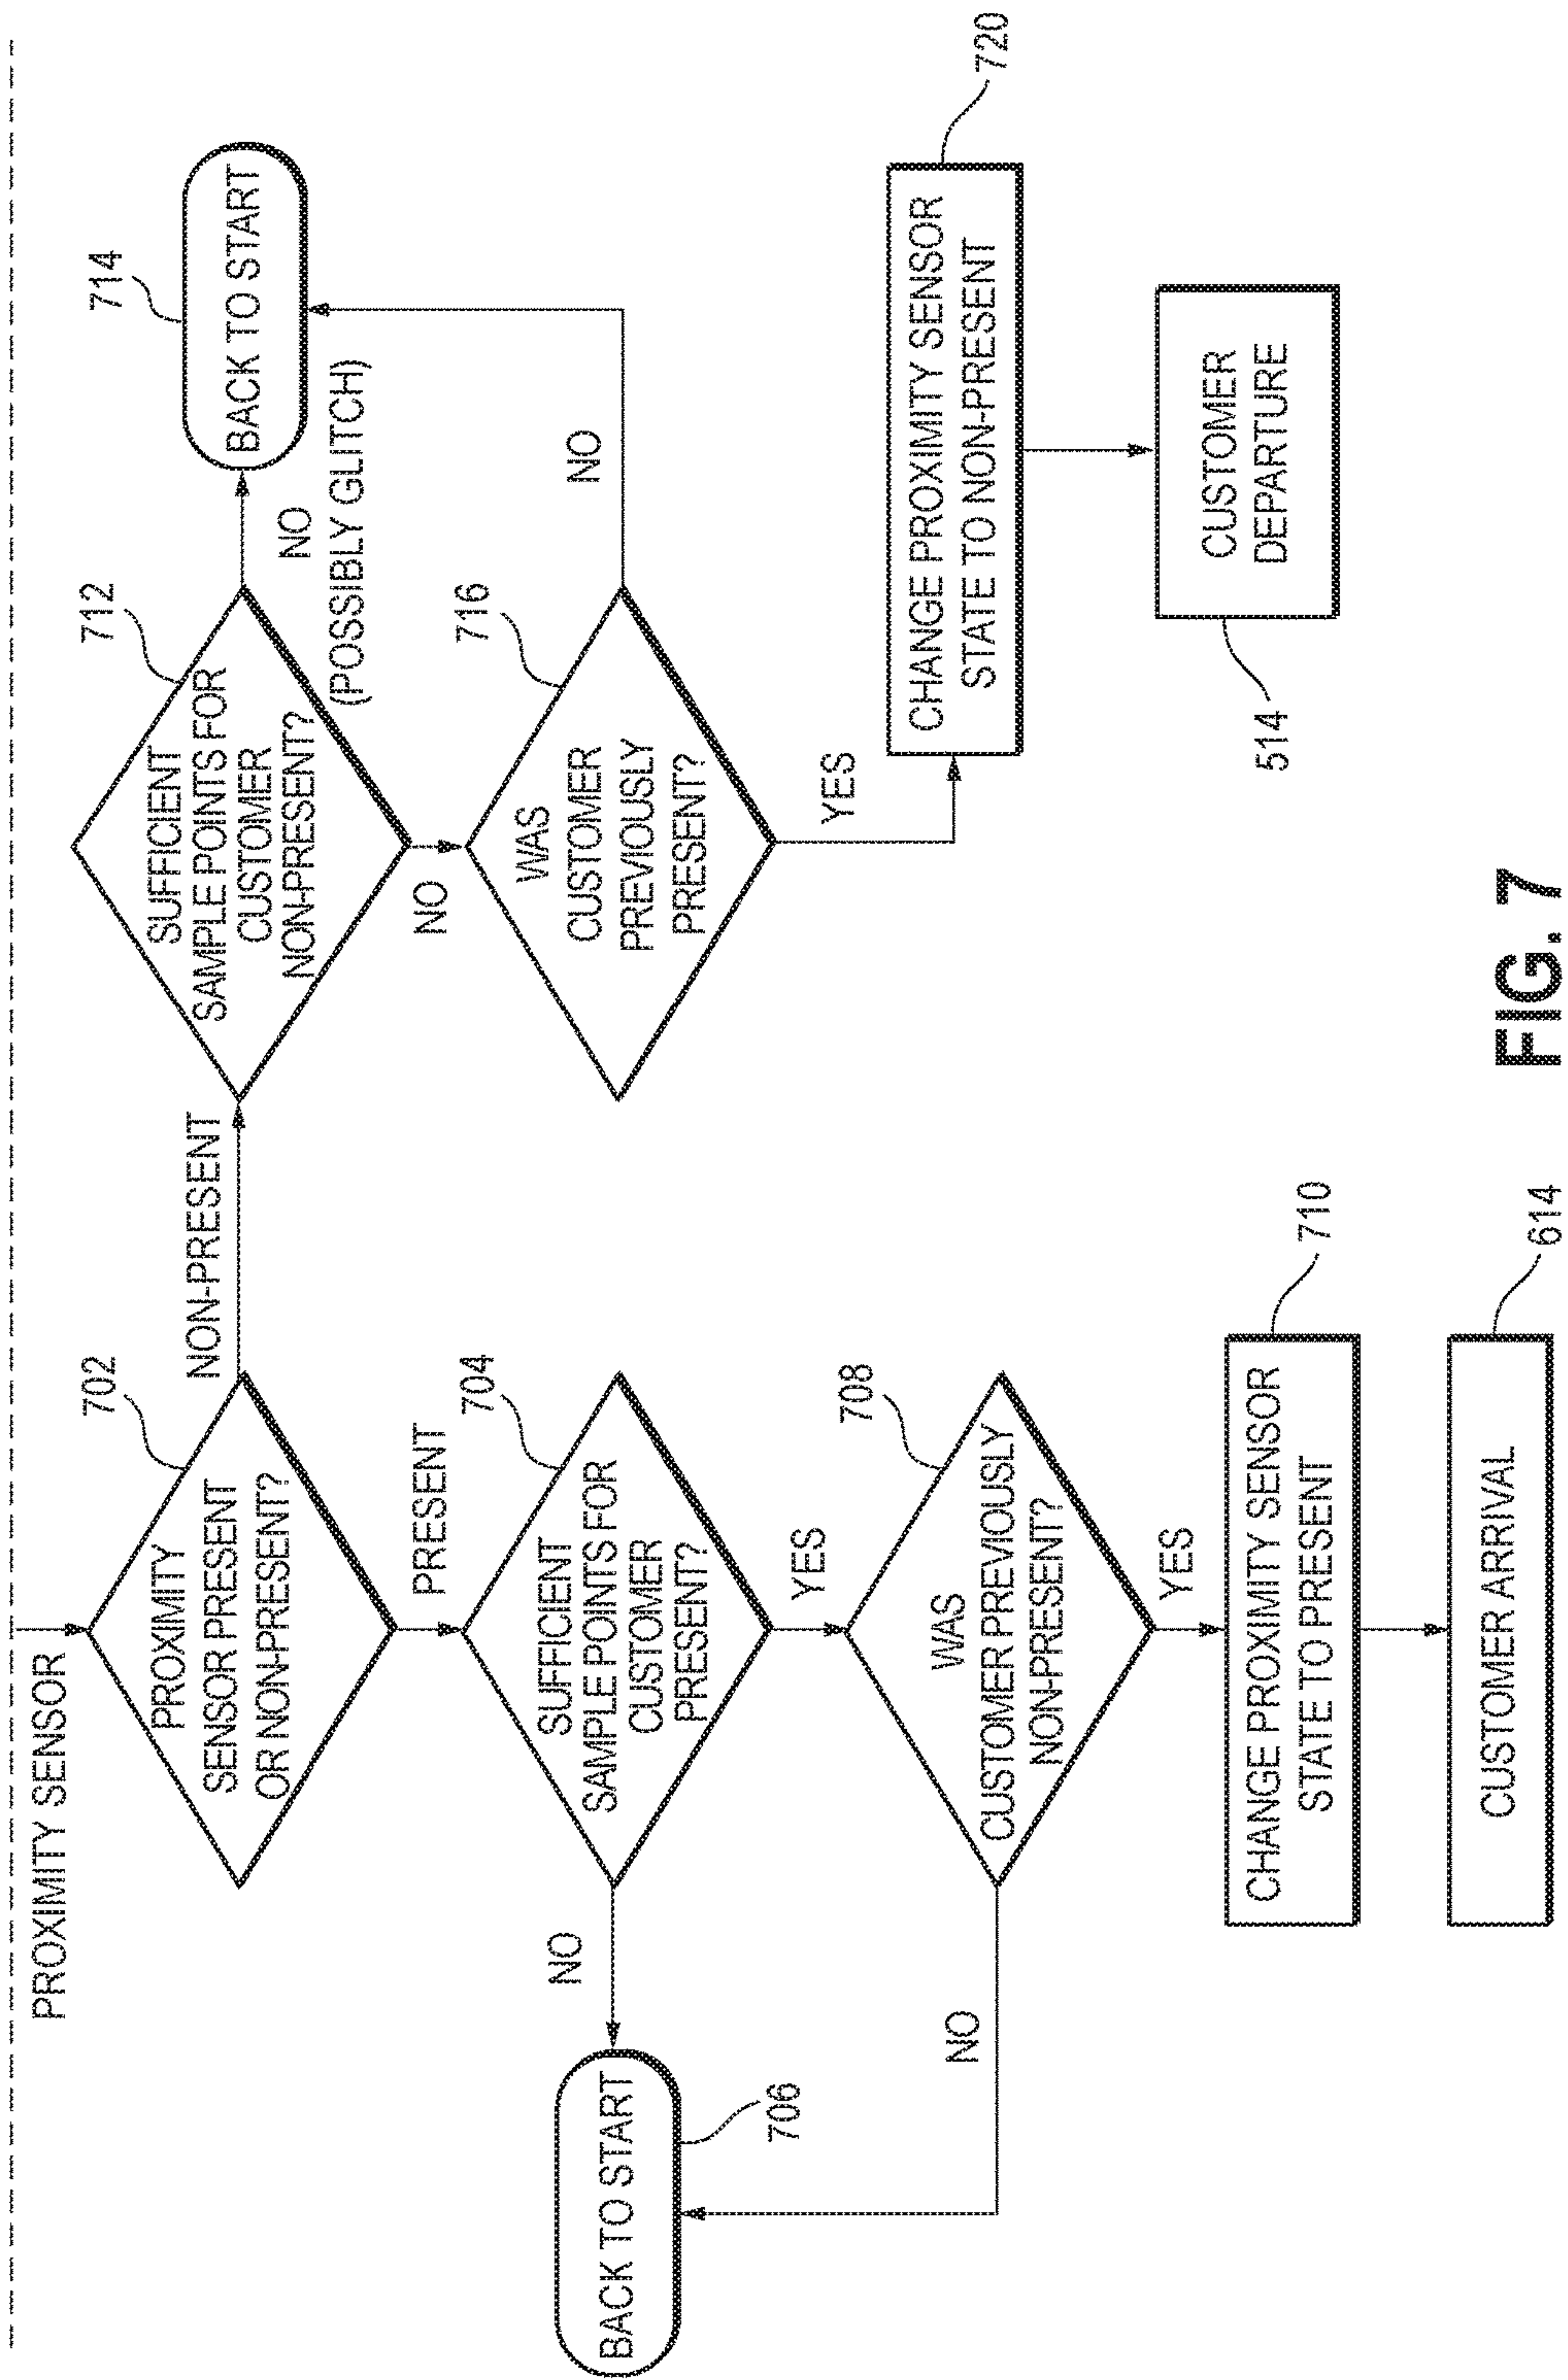 PROXIMITY SENSOR
702
PROXIMITY
SENSOR PRESENT
OR NON-PRESENT?
NON-PRESENT
PRESENT
704
SUFFICIENT
SAMPLE POINTS FOR
CUSTOMER
PRESENT?
NO
BACK TO START
706
YES
708
WAS
CUSTOMER PREVIOUSLY
NON-PRESENT?
NO
YES
710
CHANGE PROXIMITY SENSOR
STATE TO PRESENT
614
CUSTOMER ARRIVAL
712
SUFFICIENT
SAMPLE POINTS FOR
CUSTOMER
NON-PRESENT?
NO
(POSSIBLY GLITCH)
714
BACK TO START
NO
716
WAS
CUSTOMER
PREVIOUSLY
PRESENT?
NO
YES
720
CHANGE PROXIMITY SENSOR
STATE TO NON-PRESENT
514
CUSTOMER
DEPARTURE
FIG. 7